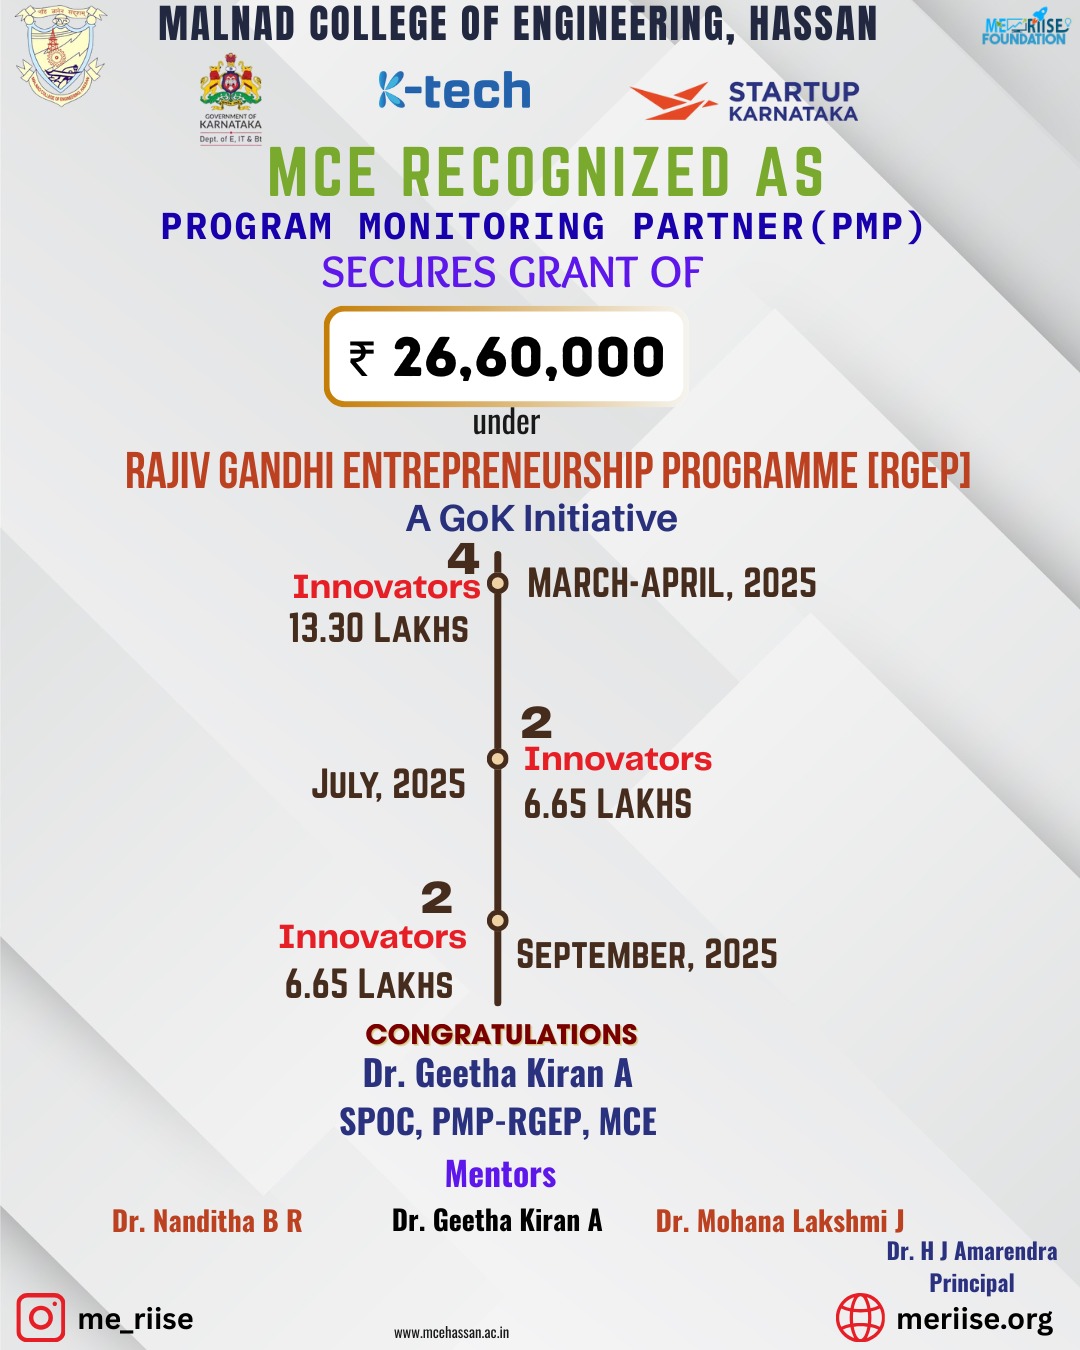 MALNAD COLLEGE OF ENGINEERING, HASSAN
ME RIISE
FOUNDATION
GOVERNMENT OF
KARNATAKA
Dept. of E, IT & Bt
K-tech
STARTUP
KARNATAKA
MCE RECOGNIZED AS
PROGRAM MONITORING PARTNER(PMP)
SECURES GRANT OF
₹ 26,60,000
under
RAJIV GANDHI ENTREPRENEURSHIP PROGRAMME [RGEP]
A GoK Initiative
4
Innovators
13.30 LAKHS
MARCH-APRIL, 2025
2
Innovators
6.65 LAKHS
JULY, 2025
2
Innovators
6.65 LAKHS
SEPTEMBER, 2025
CONGRATULATIONS
Dr. Geetha Kiran A
SPOC, PMP-RGEP, MCE
Mentors
Dr. Nanditha B R
Dr. Geetha Kiran A
Dr. Mohana Lakshmi J
Dr. H J Amarendra
Principal
me_riise
www.mcehassan.ac.in
meriise.org